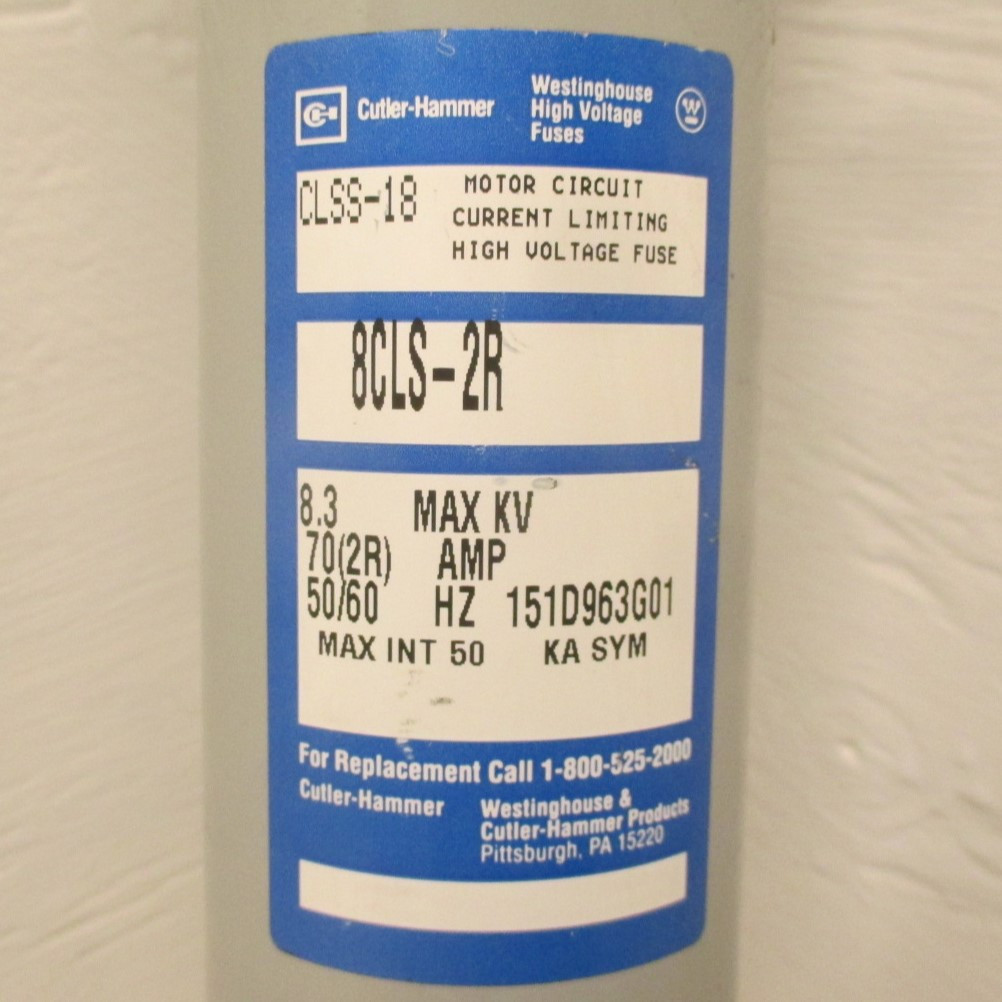 Cutler-Hammer
Westinghouse
High Voltage
Fuses
W
CLSS-18
MOTOR CIRCUIT
CURRENT LIMITING
HIGH VOLTAGE FUSE
8CLS-2R
8.3 MAX KV
70(2R) AMP
50/60 HZ 151D963G01
MAX INT 50 KA SYM
For Replacement Call 1-800-525-2000
Cutler-Hammer
Westinghouse &
Cutler-Hammer Products
Pittsburgh, PA 15220